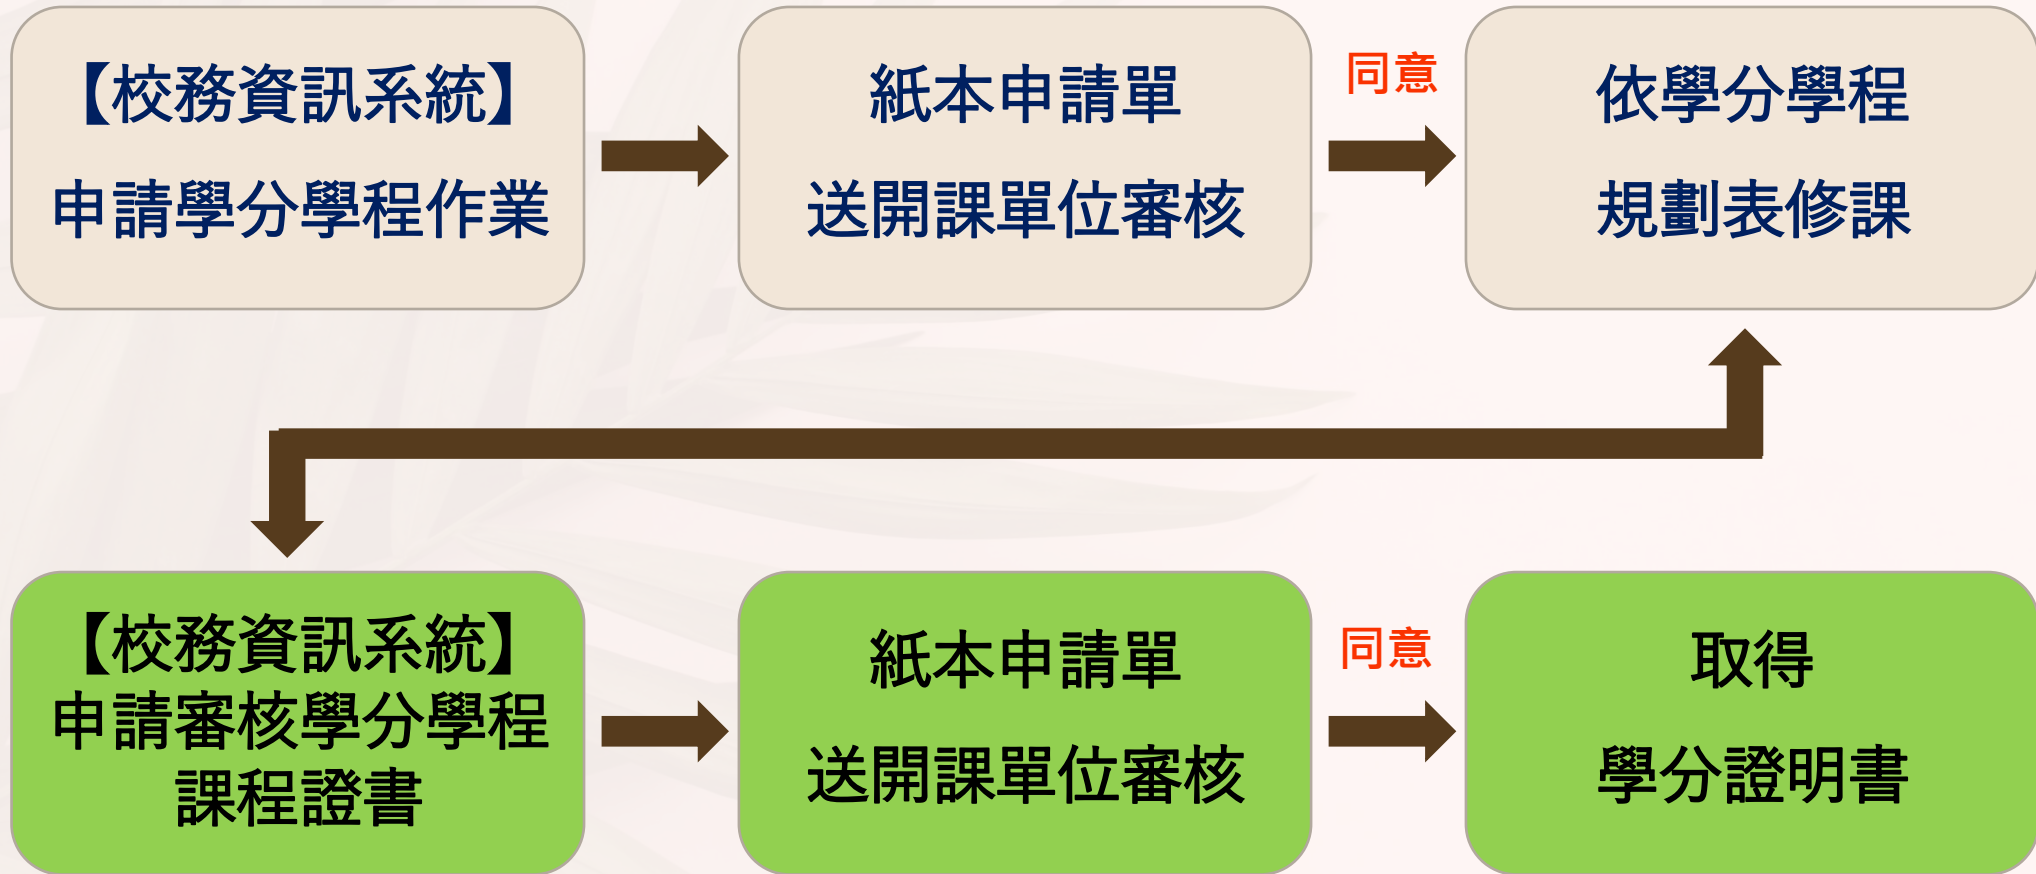 【校務資訊系統】
申請學分學程作業
紙本申請單
送開課單位審核
同意
依學分學程
規劃表修課
【校務資訊系統】
申請審核學分學程
課程證書
紙本申請單
送開課單位審核
同意
取得
學分證明書